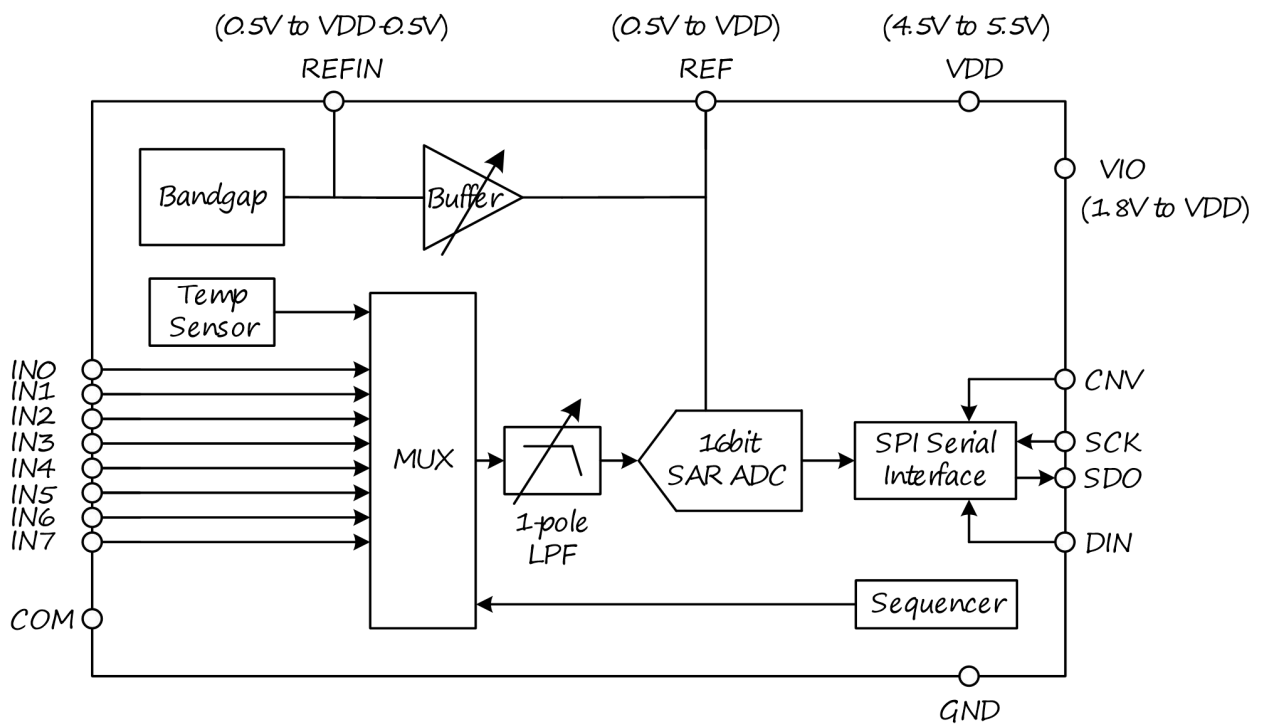 (0.5V to VDD-0.5V)
(0.5V to VDD)
(4.5V to 5.5V)
REFIN
REF
VDD
VIO
(1.8V to VDD)
Bandgap
Buffer
Temp
Sensor
IN0
IN1
IN2
IN3
IN4
IN5
IN6
IN7
COM
MUX
1-pole
LPF
16bit
SAR ADC
SPI Serial
Interface
CNV
SCK
SDO
DIN
Sequencer
GND